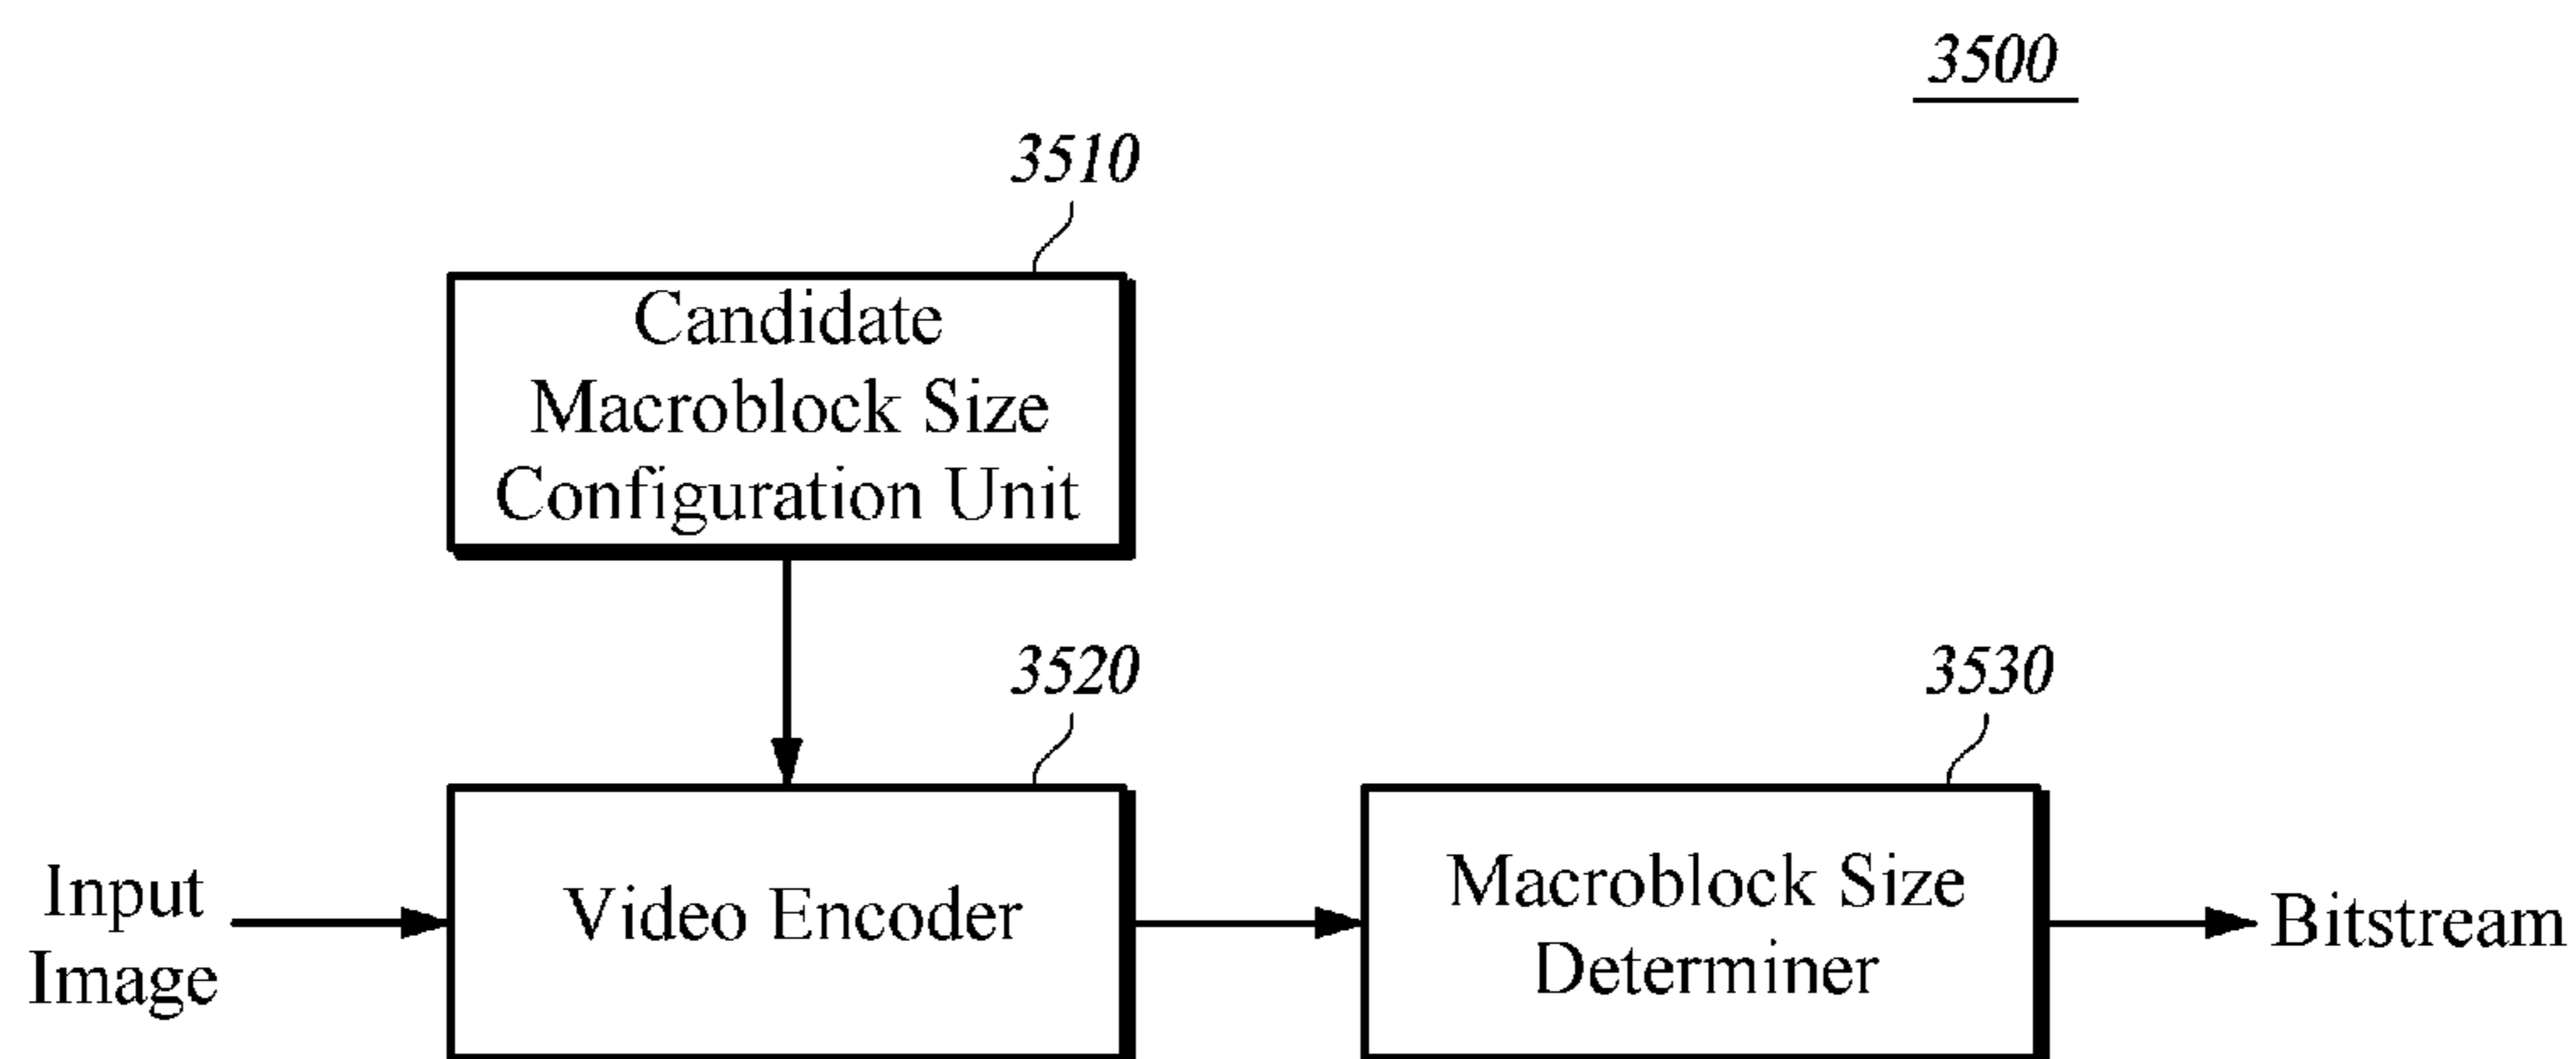 3500
3510
Candidate
Macroblock Size
Configuration Unit
3520
3530
Input
Image
Video Encoder
Macroblock Size
Determiner
Bitstream